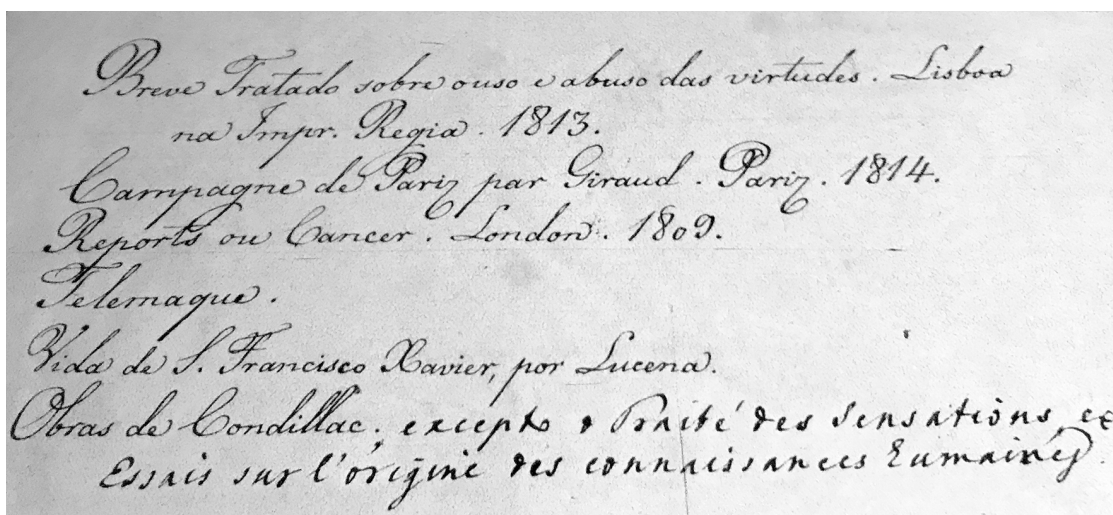 Breve Tratado sobre o uso e abuso das virtudes. Lisboa
na Impr. Regia. 1813.
Campagne de Pariz par Giraud. Pariz. 1814.
Reports ou Cancer. London. 1809.
Telemaque.
Vida de S. Francisco Xavier, por Lucena.
Obras de Condillac; excepto o Traité des Sensations, et
Essais sur l'origine des connaissances humaines.